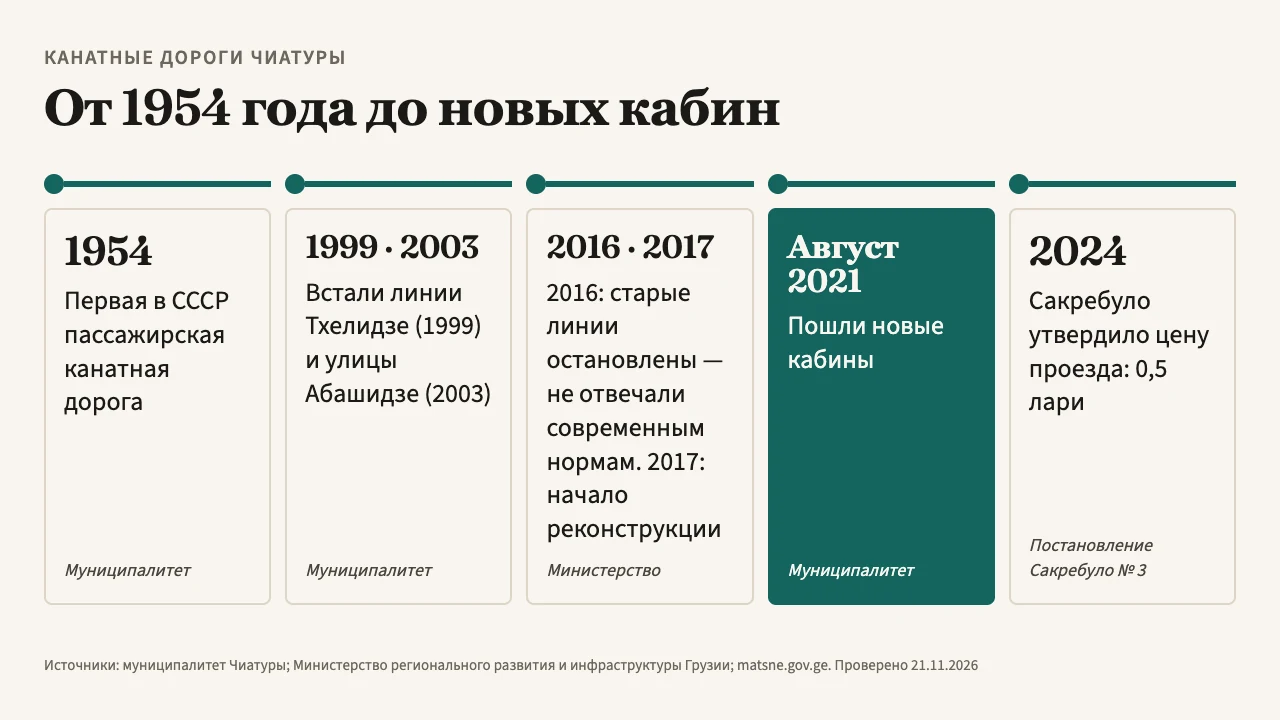 КАНАТНЫЕ ДОРОГИ ЧИАТУРЫ
От 1954 года до новых кабин
1954
Первая в СССР
пассажирская
канатная
дорога
Муниципалитет
1999 · 2003
Встали линии
Тхелидзе (1999)
и улицы
Абашидзе (2003)
Муниципалитет
2016 · 2017
2016: старые
линии
остановлены —
не отвечали
современным
нормам. 2017:
начало
реконструкции
Министерство
Август
2021
Пошли новые
кабины
Муниципалитет
2024
Сакребуло
утвердило цену
проезда: 0,5
лари
Постановление
Сакребуло № 3
Источники: муниципалитет Чиатуры; Министерство регионального развития и инфраструктуры Грузии; matsne.gov.ge. Проверено 21.11.2026